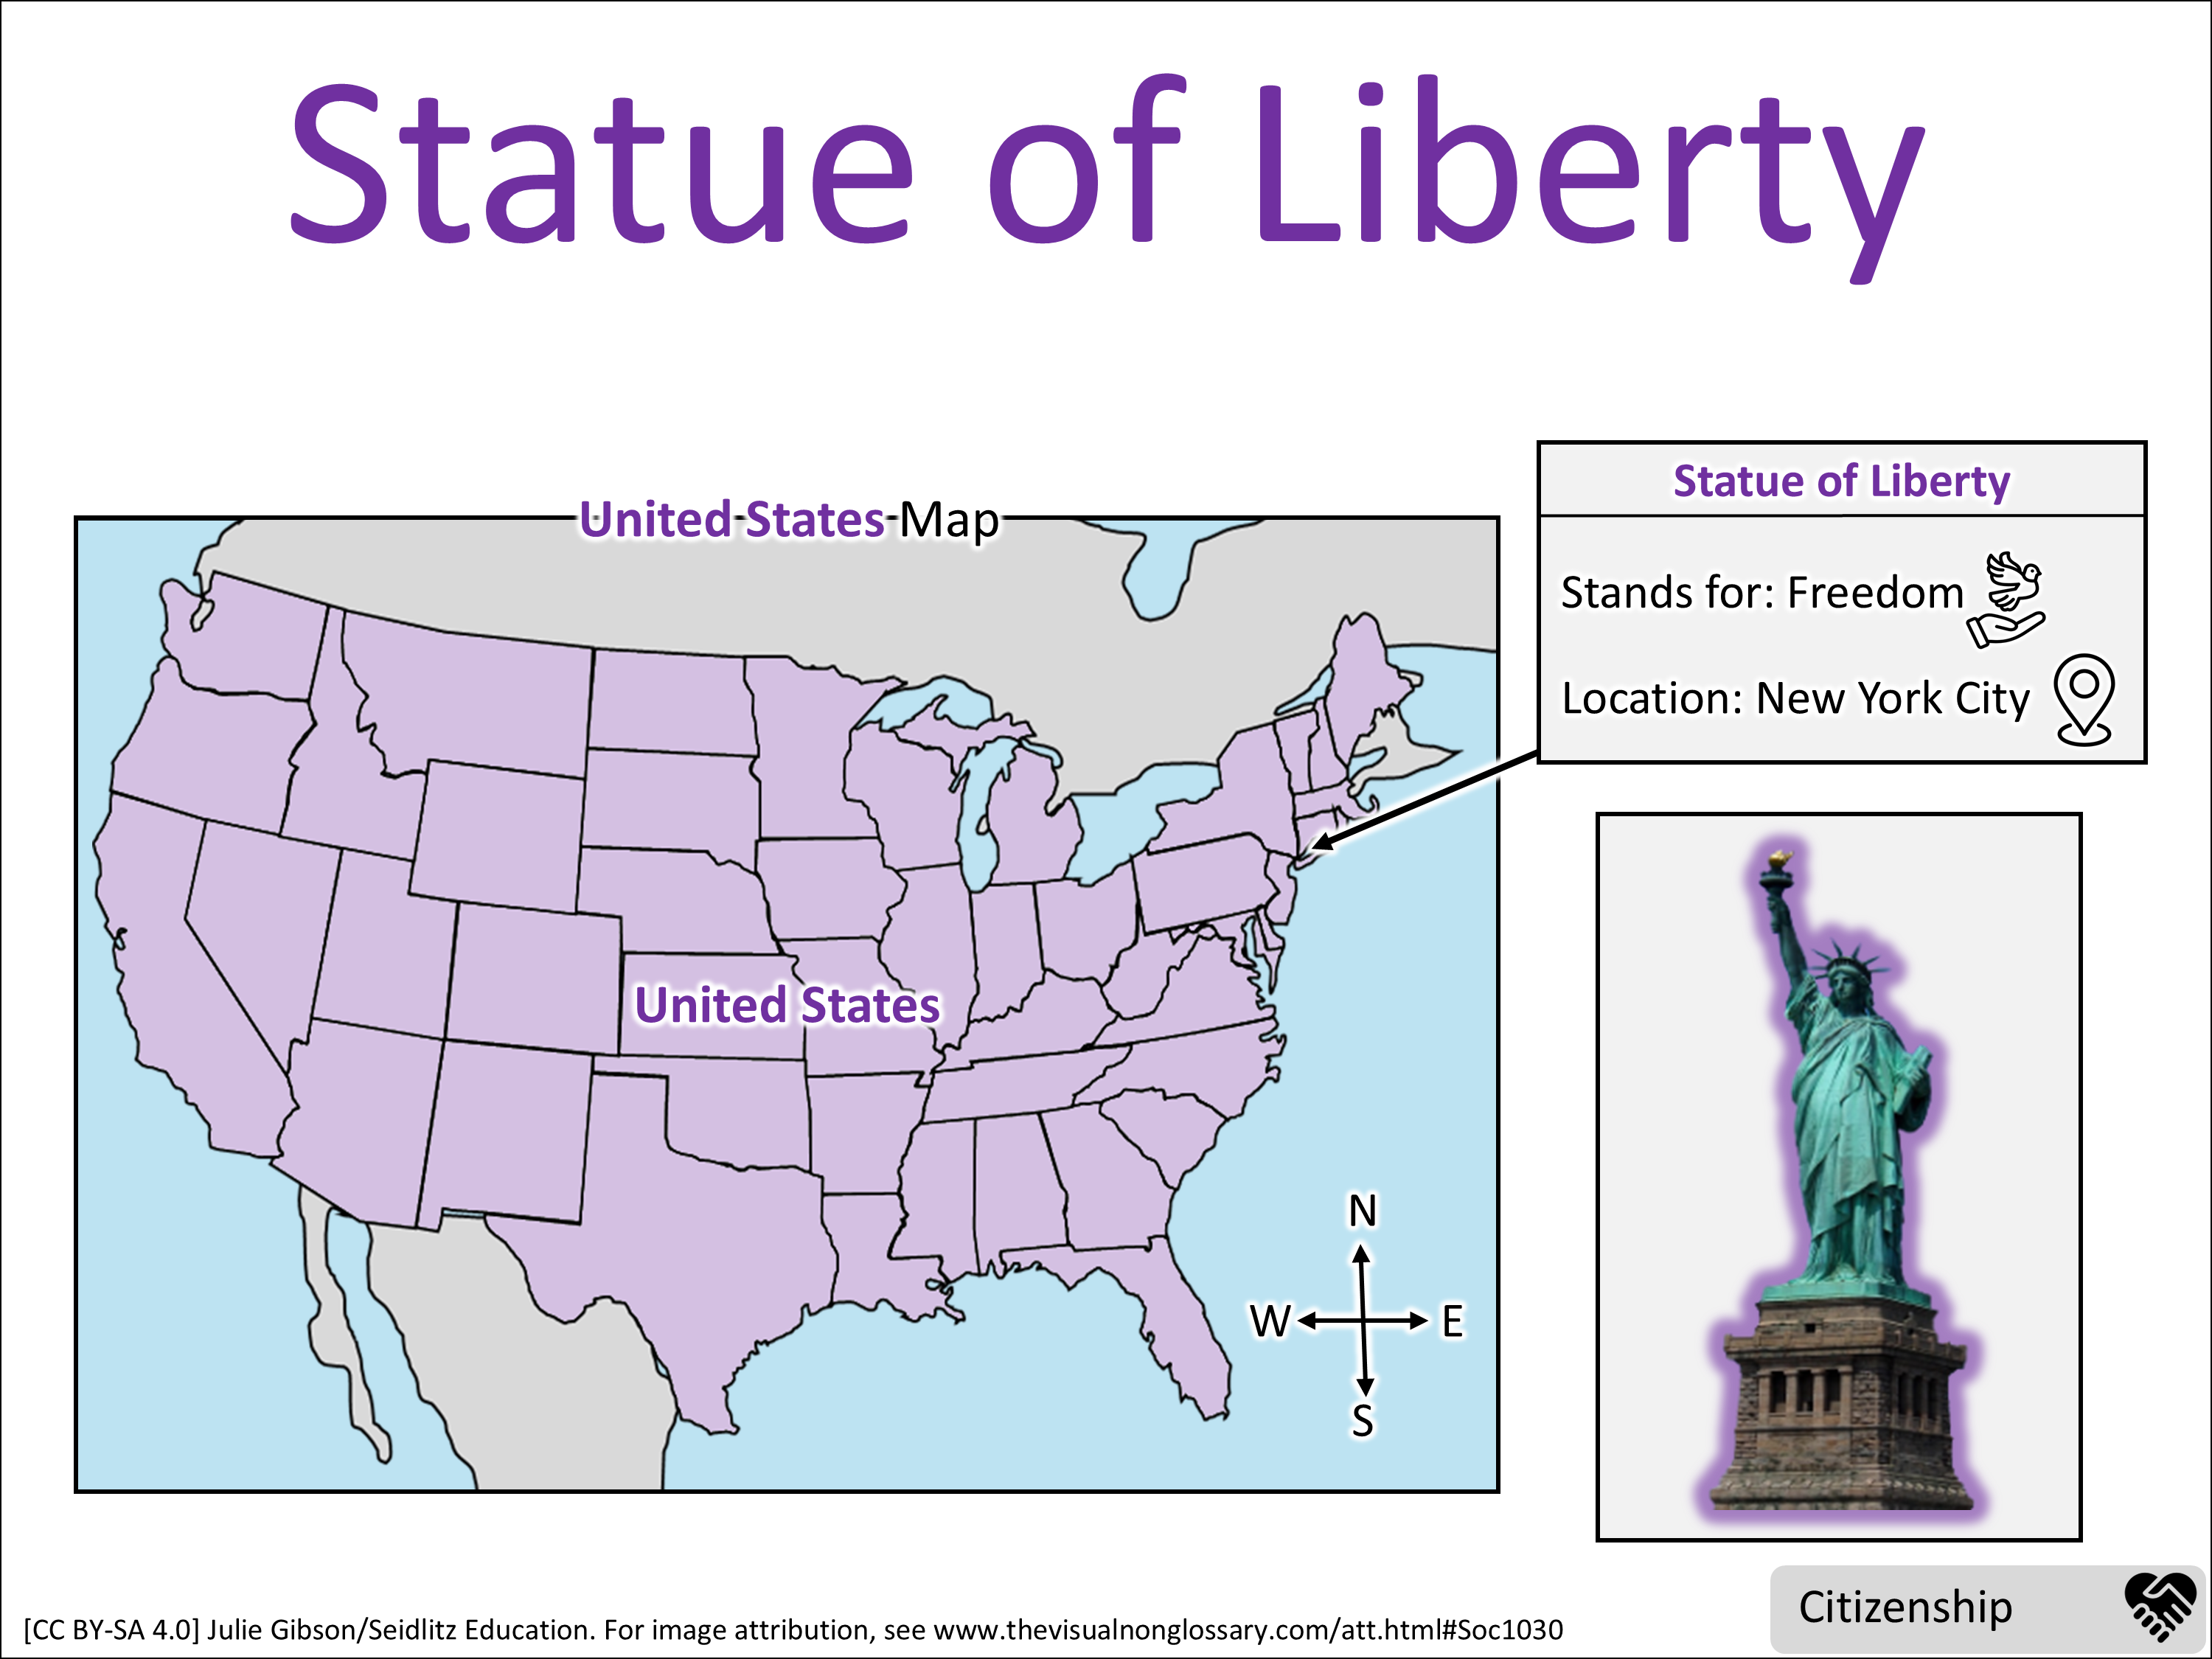 Statue of Liberty
United States Map
Statue of Liberty
Stands for: Freedom
Location: New York City
United States
N
W
E
S
Citizenship
[CC BY-SA 4.0] Julie Gibson/Seidlitz Education. For image attribution, see www.thevisualnonglossary.com/att.html#Soc1030